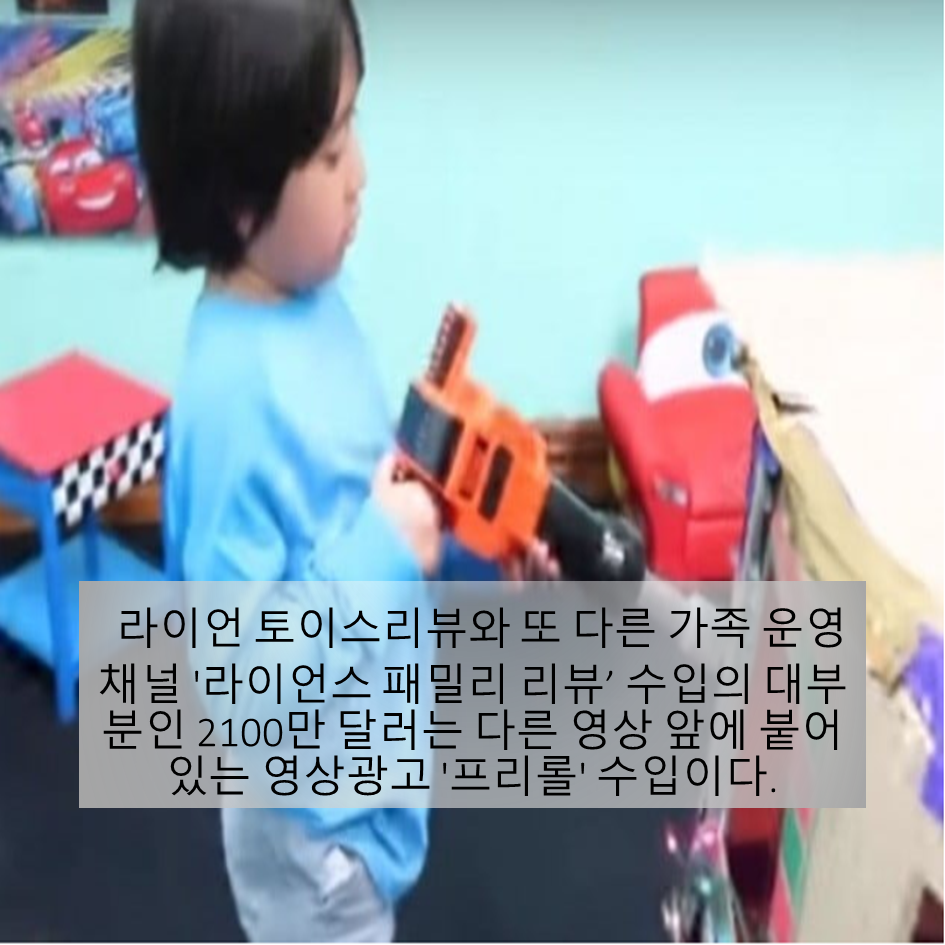 라이언 토이스리뷰와 또 다른 가족 운영
채널 '라이언스 패밀리 리뷰’ 수입의 대부
분인 2100만 달러는 다른 영상 앞에 붙어
있는 영상광고 '프리롤' 수입이다.